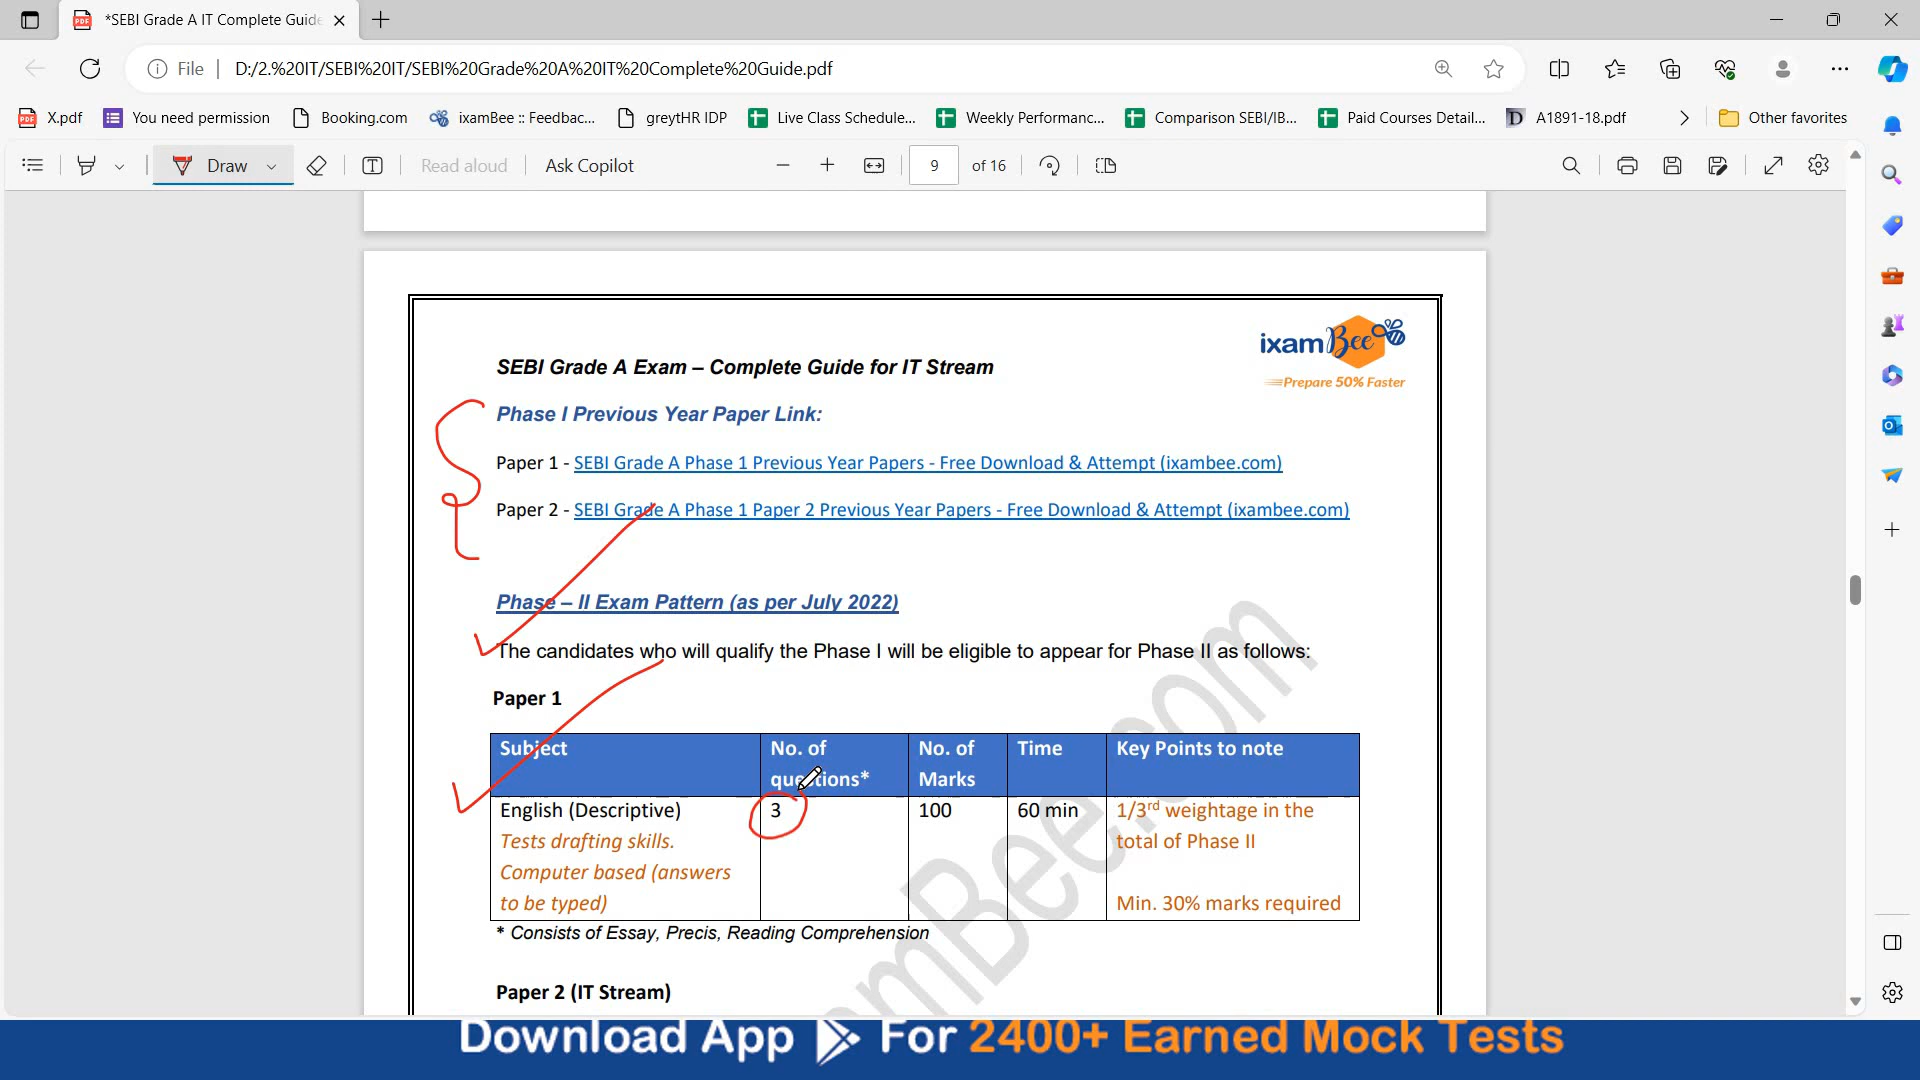 *SEBI Grade A IT Complete Guide
File
D:/2.%20IT/SEBI%20IT/SEBI%20Grade%20A%20IT%20Complete%20Guide.pdf
X.pdf
You need permission
Booking.com
ixamBee :: Feedbac...
greytHR IDP
Live Class Schedule...
Weekly Performanc...
Comparison SEBI/IB...
Paid Courses Detail...
A1891-18.pdf
Other favorites
Draw
Read aloud
Ask Copilot
9
of 16
ixamBee
Prepare 50% Faster
SEBI Grade A Exam – Complete Guide for IT Stream
Phase I Previous Year Paper Link:
Paper 1 - SEBI Grade A Phase 1 Previous Year Papers - Free Download & Attempt (ixambee.com)
Paper 2 - SEBI Grade A Phase 1 Paper 2 Previous Year Papers - Free Download & Attempt (ixambee.com)
Phase – II Exam Pattern (as per July 2022)
The candidates who will qualify the Phase I will be eligible to appear for Phase II as follows:
Paper 1
Subject
No. of questions*
No. of Marks
Time
Key Points to note
English (Descriptive)
Tests drafting skills.
Computer based (answers
to be typed)
3
100
60 min
1/3rd weightage in the
total of Phase II
Min. 30% marks required
* Consists of Essay, Precis, Reading Comprehension
Paper 2 (IT Stream)
amBee.com
Download App For 2400+ Earned Mock Tests